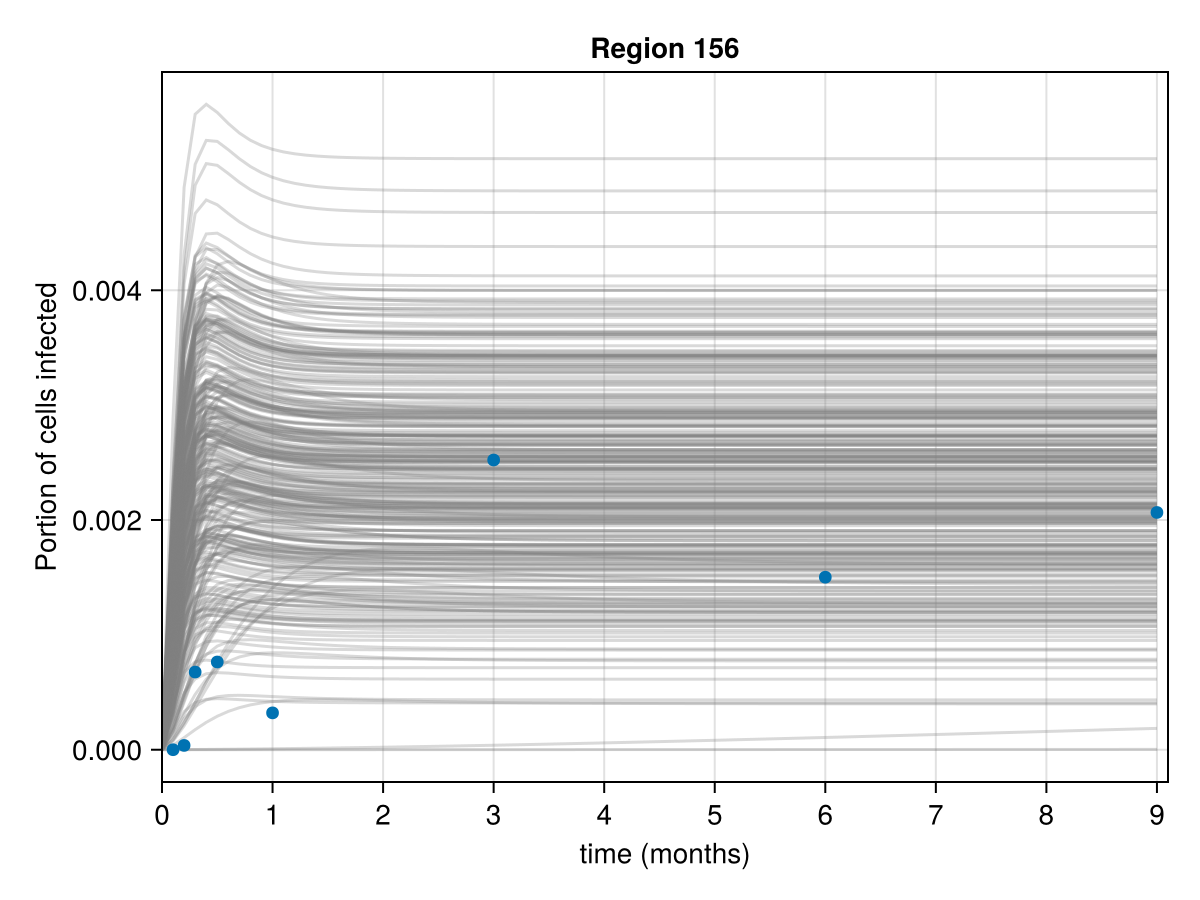 Region 156
Portion of cells infected
0.004
0.002
0.000
0 1 2 3 4 5 6 7 8 9
time (months)